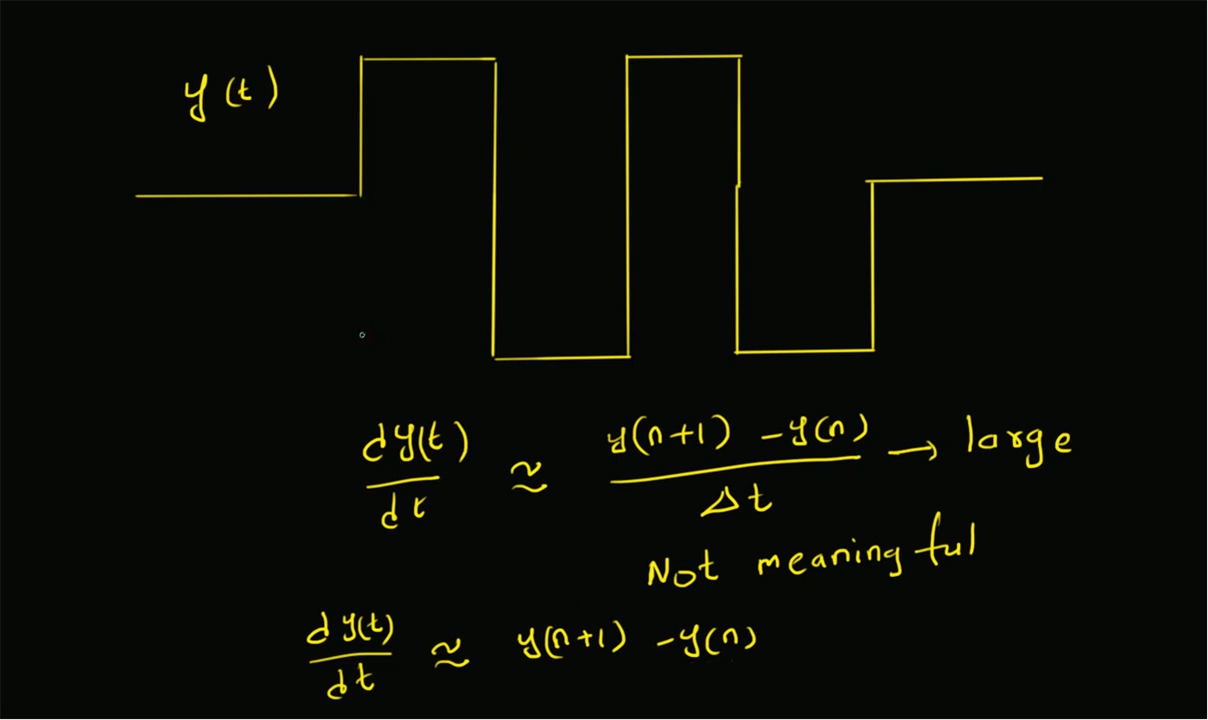 y(t)
dy(t)/dt ≈ y(n+1) - y(n)/Δt → large
Not meaningful
dy(t)/dt ≈ y(n+1) - y(n)